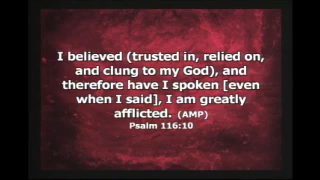 I believed (trusted in, relied on,
and clung to my God), and
therefore have I spoken [even
when I said], I am greatly
afflicted. (AMP)
Psalm 116:10